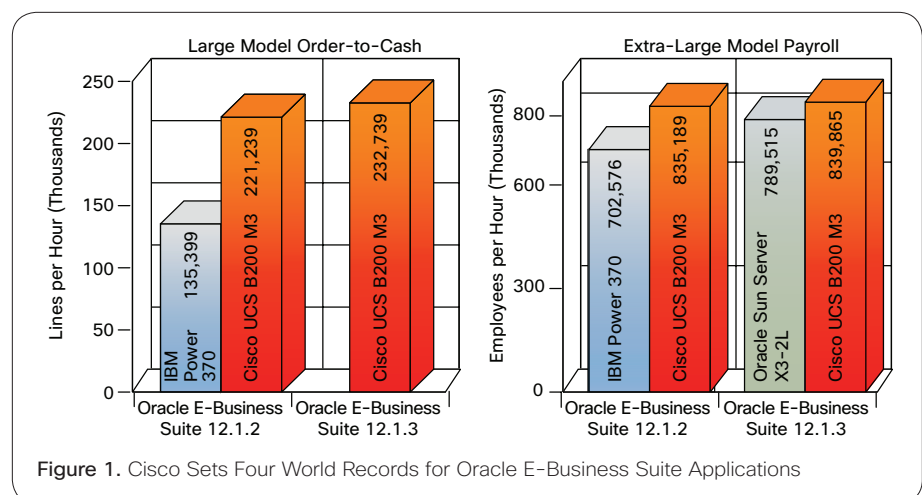 Large Model Order-to-Cash
Lines per Hour (Thousands)
250
200
150
100
50
0
IBM
Power
370
135,399
Cisco UCS B200 M3
221,239
Cisco UCS B200 M3
232,739
Oracle E-Business
Suite 12.1.2
Oracle E-Business
Suite 12.1.3
Extra-Large Model Payroll
Employees per Hour (Thousands)
800
600
300
0
IBM Power 370
702,576
Cisco UCS B200 M3
835,189
Oracle Sun Server
X3-2L
789,515
Cisco UCS B200 M3
839,865
Oracle E-Business
Suite 12.1.2
Oracle E-Business
Suite 12.1.3
Figure 1. Cisco Sets Four World Records for Oracle E-Business Suite Applications